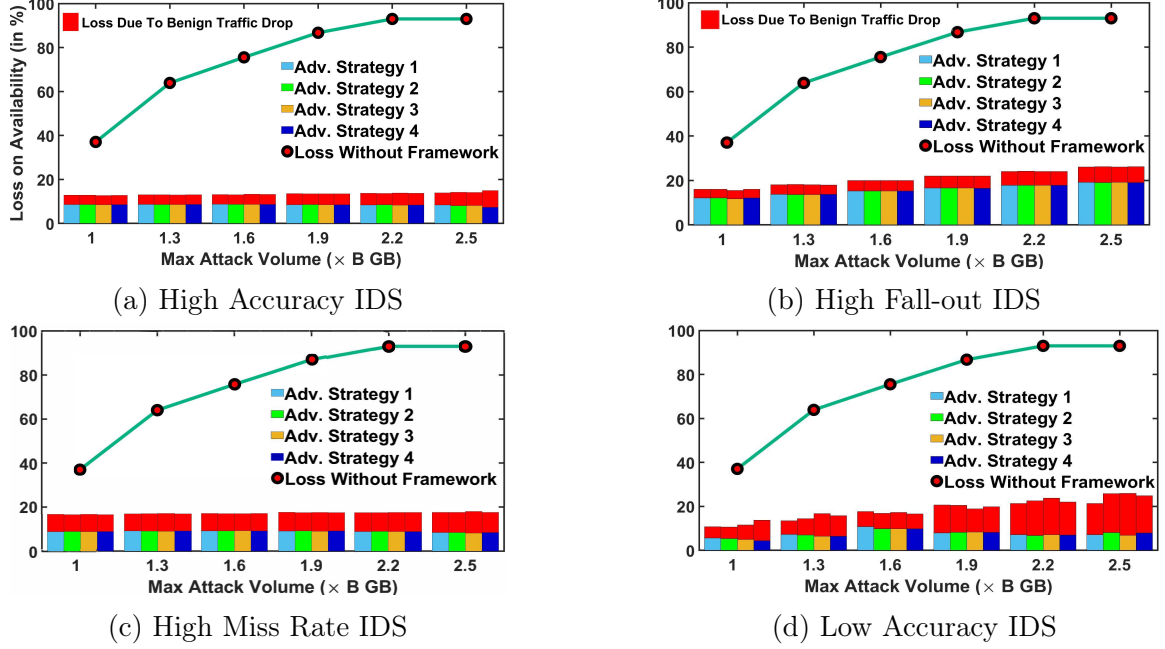 Loss on Availability (in %)
100
80
60
40
20
0
Loss Due To Benign Traffic Drop
Adv. Strategy 1
Adv. Strategy 2
Adv. Strategy 3
Adv. Strategy 4
Loss Without Framework
1 1.3 1.6 1.9 2.2 2.5
Max Attack Volume (× B GB)
(a) High Accuracy IDS
100
80
60
40
20
0
Loss Due To Benign Traffic Drop
Adv. Strategy 1
Adv. Strategy 2
Adv. Strategy 3
Adv. Strategy 4
Loss Without Framework
1 1.3 1.6 1.9 2.2 2.5
Max Attack Volume (× B GB)
(b) High Fall-out IDS
100
80
60
40
20
0
Adv. Strategy 1
Adv. Strategy 2
Adv. Strategy 3
Adv. Strategy 4
Loss Without Framework
1 1.3 1.6 1.9 2.2 2.5
Max Attack Volume (× B GB)
(c) High Miss Rate IDS
100
80
60
40
20
0
Adv. Strategy 1
Adv. Strategy 2
Adv. Strategy 3
Adv. Strategy 4
Loss Without Framework
1 1.3 1.6 1.9 2.2 2.5
Max Attack Volume (× B GB)
(d) Low Accuracy IDS